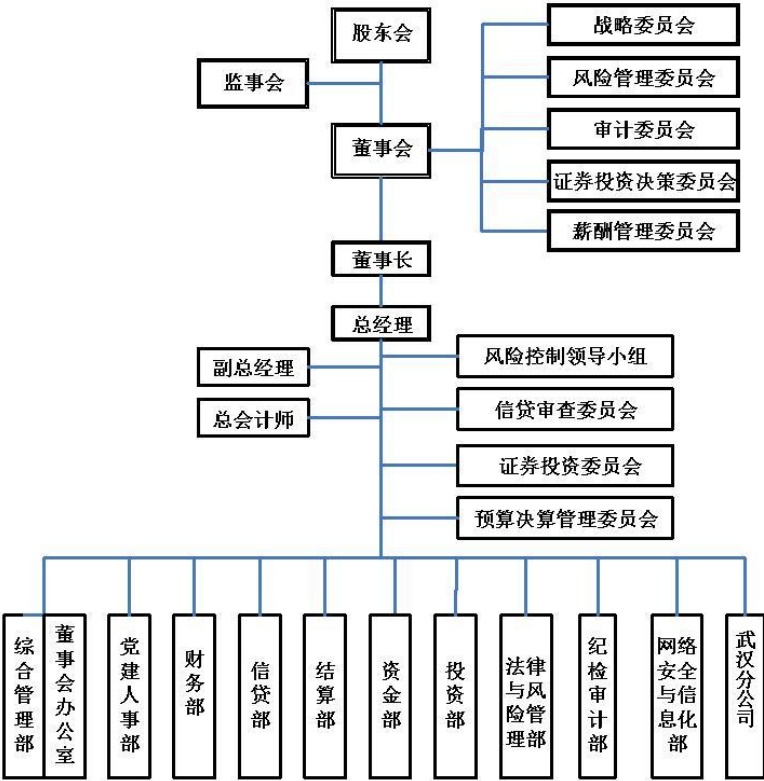 股东会
监事会
董事会
战略委员会
风险管理委员会
审计委员会
证券投资决策委员会
薪酬管理委员会
董事长
总经理
副总经理
总会计师
风险控制领导小组
信贷审查委员会
证券投资委员会
预算决算管理委员会
综合管理部
董事会办公室
党建人事部
财务部
信贷部
结算部
资金部
投资部
法律与风险管理部
纪检审计部
网络安全与信息化部
武汉分公司